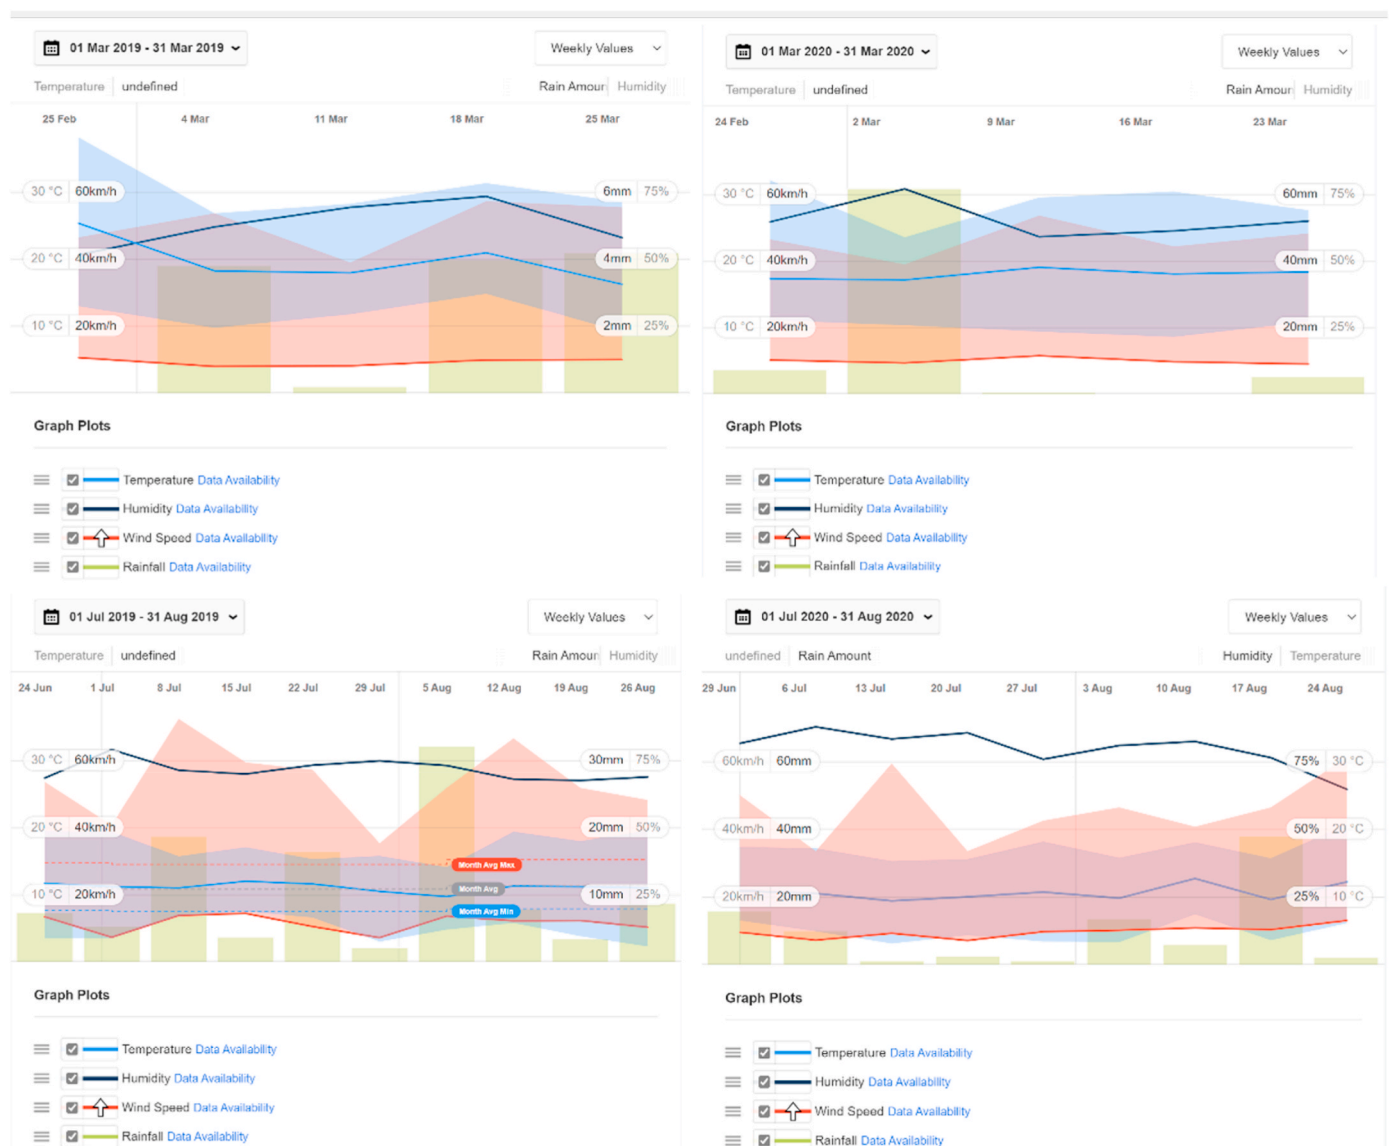 01 Mar 2019 - 31 Mar 2019
Weekly Values
Temperature undefined
Rain Amoun Humidity
25 Feb 4 Mar 11 Mar 18 Mar 25 Mar
30 °C 60km/h 6mm 75%
20 °C 40km/h 4mm 50%
10 °C 20km/h 2mm 25%
Graph Plots
Temperature Data Availability
Humidity Data Availability
Wind Speed Data Availability
Rainfall Data Availability
01 Mar 2020 - 31 Mar 2020
Weekly Values
Temperature undefined
Rain Amoun Humidity
24 Feb 2 Mar 9 Mar 16 Mar 23 Mar
30 °C 60km/h 60mm 75%
20 °C 40km/h 40mm 50%
10 °C 20km/h 20mm 25%
Graph Plots
Temperature Data Availability
Humidity Data Availability
Wind Speed Data Availability
Rainfall Data Availability
01 Jul 2019 - 31 Aug 2019
Weekly Values
Temperature undefined
Rain Amoun Humidity
24 Jun 1 Jul 8 Jul 15 Jul 22 Jul 29 Jul 5 Aug 12 Aug 19 Aug 26 Aug
30 °C 60km/h 30mm 75%
20 °C 40km/h 20mm 50%
Month Avg Max
Month Avg
10 °C 20km/h 10mm 25%
Month Avg Min
Graph Plots
Temperature Data Availability
Humidity Data Availability
Wind Speed Data Availability
Rainfall Data Availability
01 Jul 2020 - 31 Aug 2020
Weekly Values
undefined Rain Amount
Humidity Temperature
29 Jun 6 Jul 13 Jul 20 Jul 27 Jul 3 Aug 10 Aug 17 Aug 24 Aug
60km/h 60mm 75% 30 °C
40km/h 40mm 50% 20 °C
20km/h 20mm 25% 10 °C
Graph Plots
Temperature Data Availability
Humidity Data Availability
Wind Speed Data Availability
Rainfall Data Availability